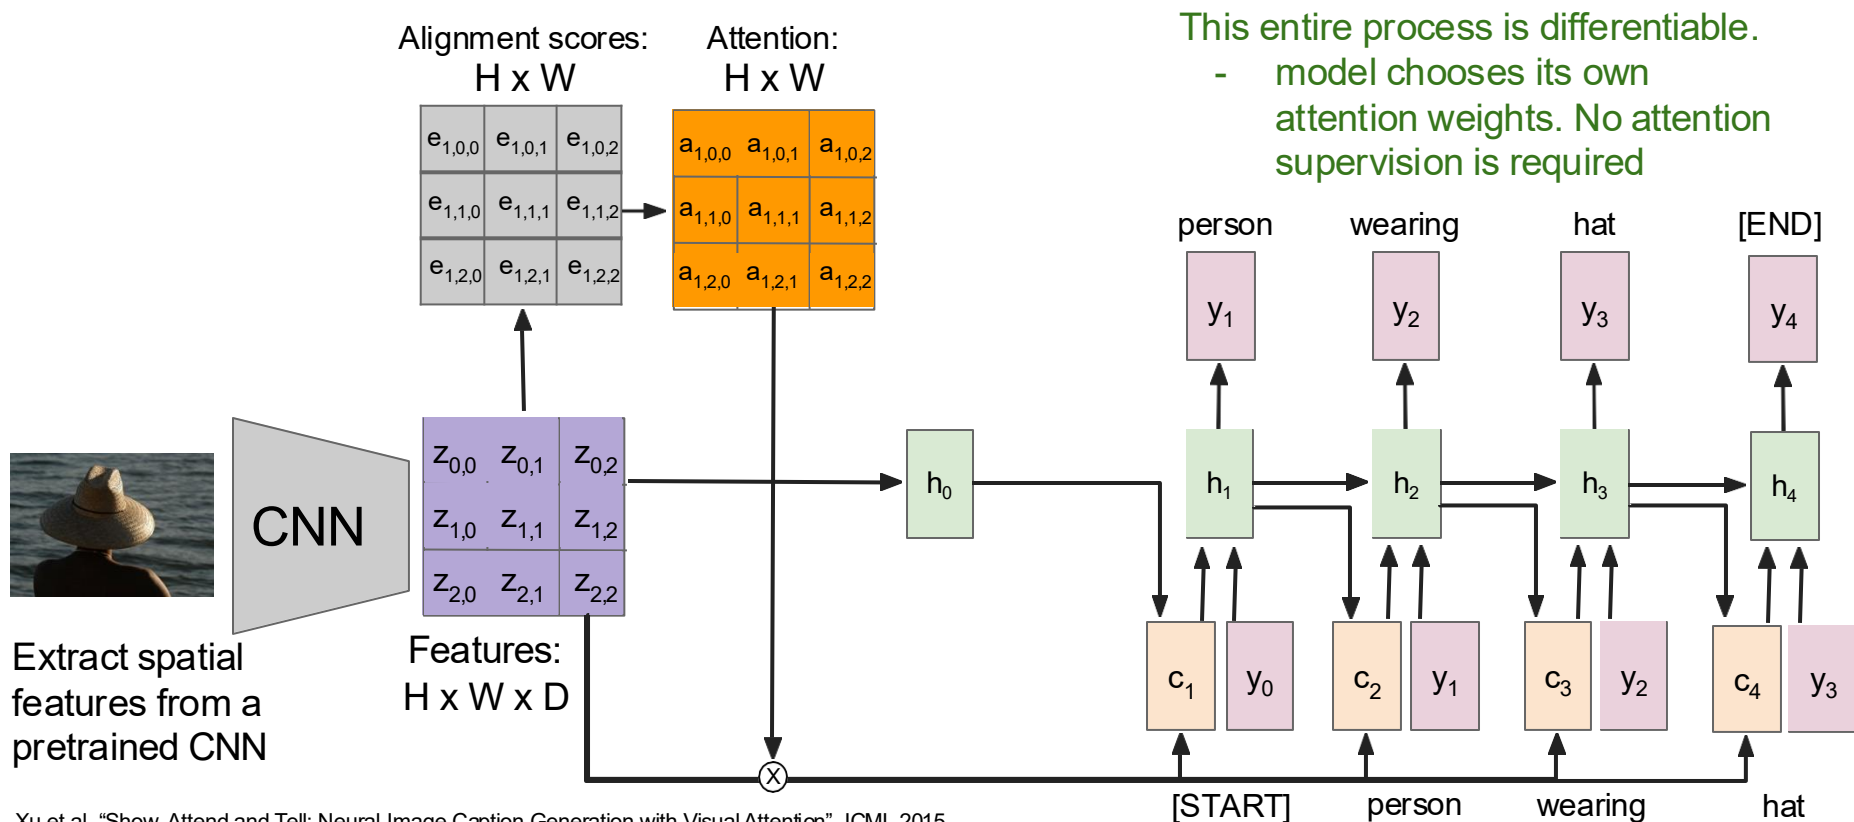 Alignment scores:
H x W
Attention:
H x W
This entire process is differentiable.
- model chooses its own
attention weights. No attention
supervision is required
e1,0,0 e1,0,1 e1,0,2
e1,1,0 e1,1,1 e1,1,2
e1,2,0 e1,2,1 e1,2,2
a1,0,0 a1,0,1 a1,0,2
a1,1,0 a1,1,1 a1,1,2
a1,2,0 a1,2,1 a1,2,2
person wearing hat [END]
y1 y2 y3 y4
CNN
z0,0 z0,1 z0,2
z1,0 z1,1 z1,2
z2,0 z2,1 z2,2
h0 h1 h2 h3 h4
Extract spatial
features from a
pretrained CNN
Features:
H x W x D
c1 y0 c2 y1 c3 y2 c4 y3
X
[START] person wearing hat
Xu et al, “Show, Attend and Tell: Neural Image Caption Generation with Visual Attention”, ICML 2015